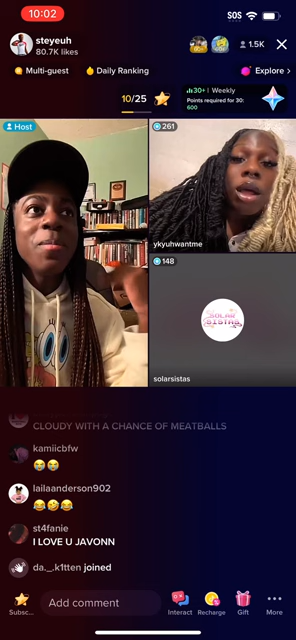 10:02
SOS
steyeuh
80.7K likes
1.5K
Multi-guest
Daily Ranking
Explore >
10/25
30+ | Weekly
Points required for 30:
600
Host
261
ykyuhwantme
148
SOLAR
SISTAS
solarsistas
CLOUDY WITH A CHANCE OF MEATBALLS
kamiicbfw
😭😭
lailaanderson902
😂🤣😂
st4fanie
I LOVE U JAVONN
da._.k1tten joined
Subsc...
Add comment
Interact
Recharge
Gift
More